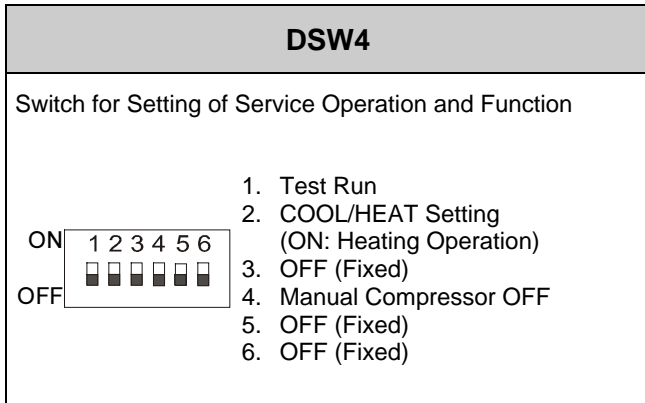 DSW4
Switch for Setting of Service Operation and Function
ON
1 2 3 4 5 6
OFF
1. Test Run
2. COOL/HEAT Setting
(ON: Heating Operation)
3. OFF (Fixed)
4. Manual Compressor OFF
5. OFF (Fixed)
6. OFF (Fixed)